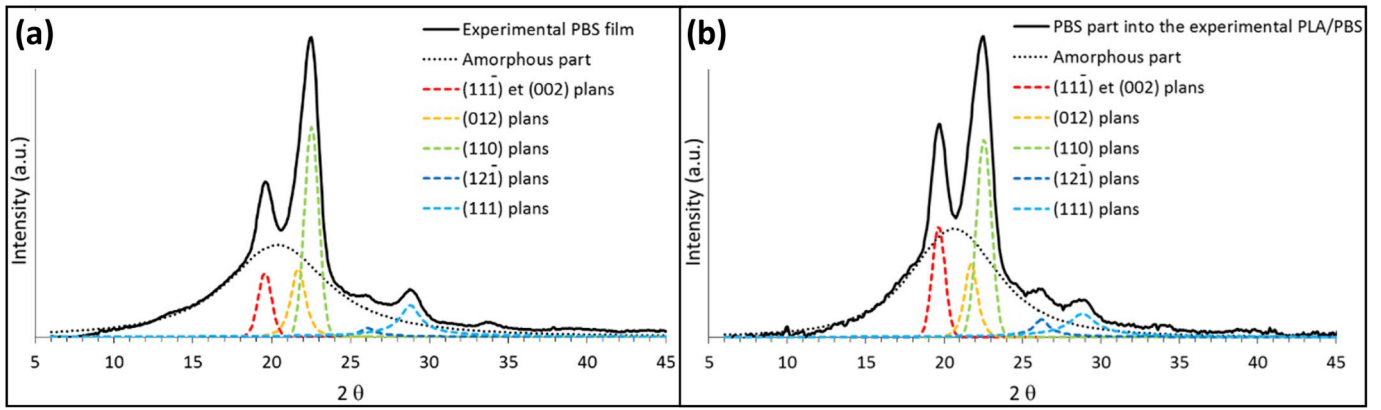 (a)
Experimental PBS film
Amorphous part
(111̄) et (002) plans
(012) plans
(110) plans
(121̄) plans
(111) plans
Intensity (a.u.)
5 10 15 20 25 30 35 40 45
2 θ
(b)
PBS part into the experimental PLA/PBS
Amorphous part
(111̄) et (002) plans
(012) plans
(110) plans
(121̄) plans
(111) plans
Intensity (a.u.)
5 10 15 20 25 30 35 40 45
2 θ